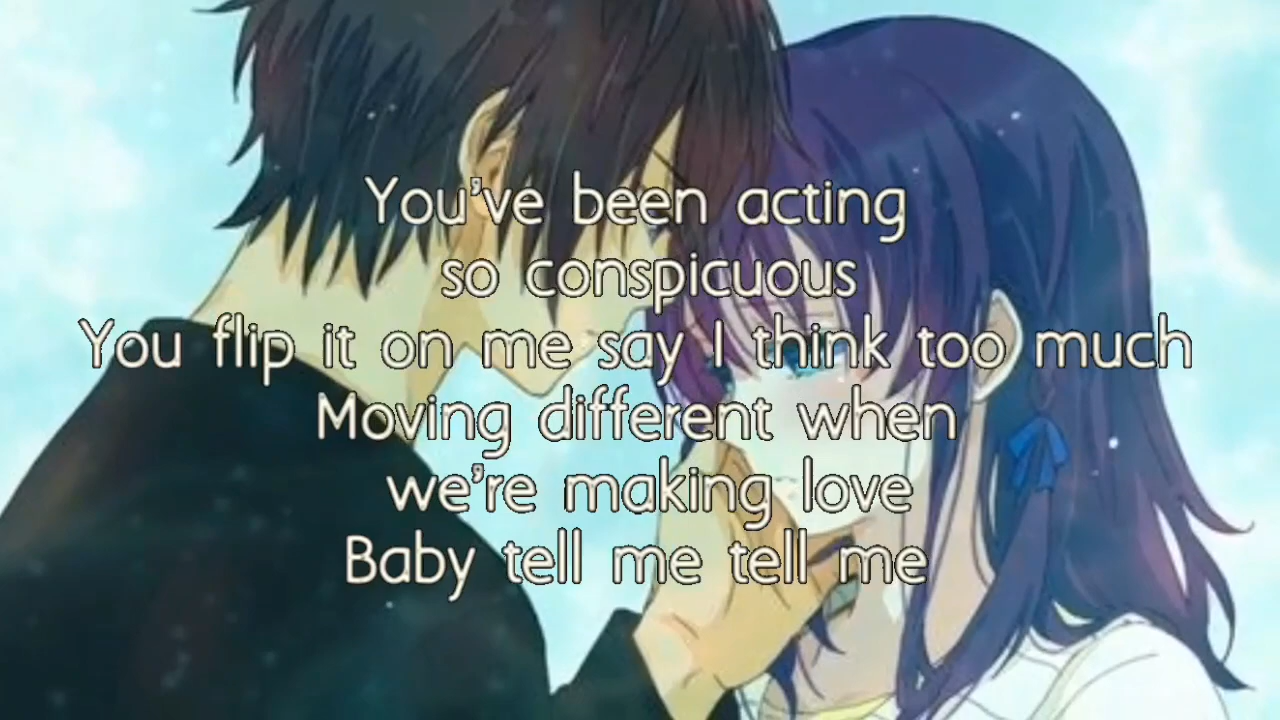 You've been acting
so conspicuous
You flip it on me say I think too much
Moving different when
we're making love
Baby tell me tell me